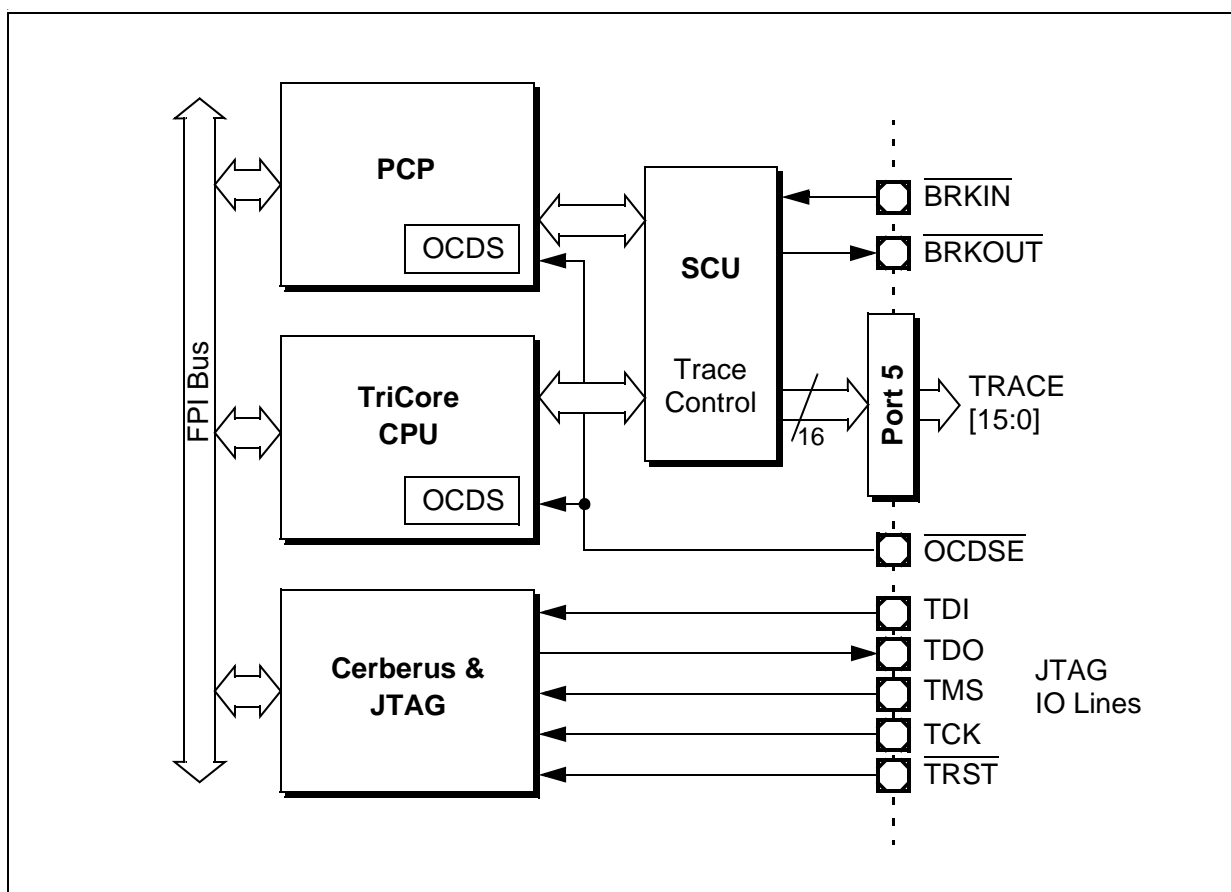 PCP
OCDS
FPI Bus
TriCore
CPU
OCDS
Cerberus &
JTAG
SCU
Trace
Control
16
Port 5
BRKIN
BRKOUT
TRACE
[15:0]
OCDSE
TDI
TDO
TMS
TCK
TRST
JTAG
IO Lines